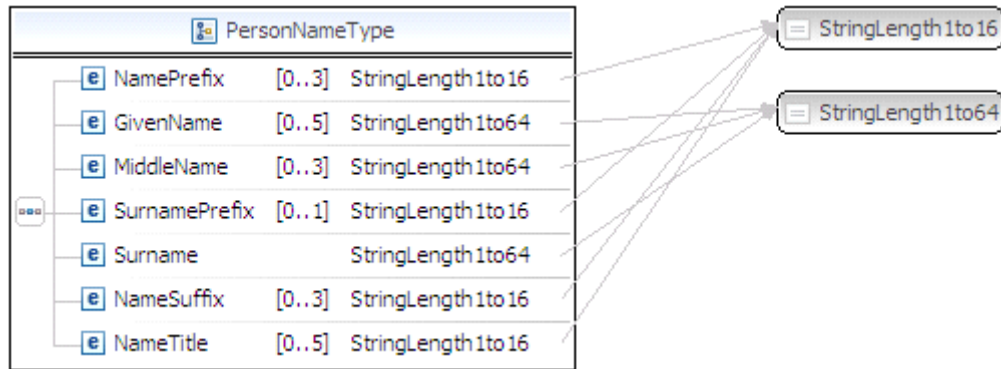 PersonNameType
e NamePrefix [0..3] StringLength1to16
e GivenName [0..5] StringLength1to64
e MiddleName [0..3] StringLength1to64
e SurnamePrefix [0..1] StringLength1to16
e Surname StringLength1to64
e NameSuffix [0..3] StringLength1to16
e NameTitle [0..5] StringLength1to16
StringLength1to16
StringLength1to64